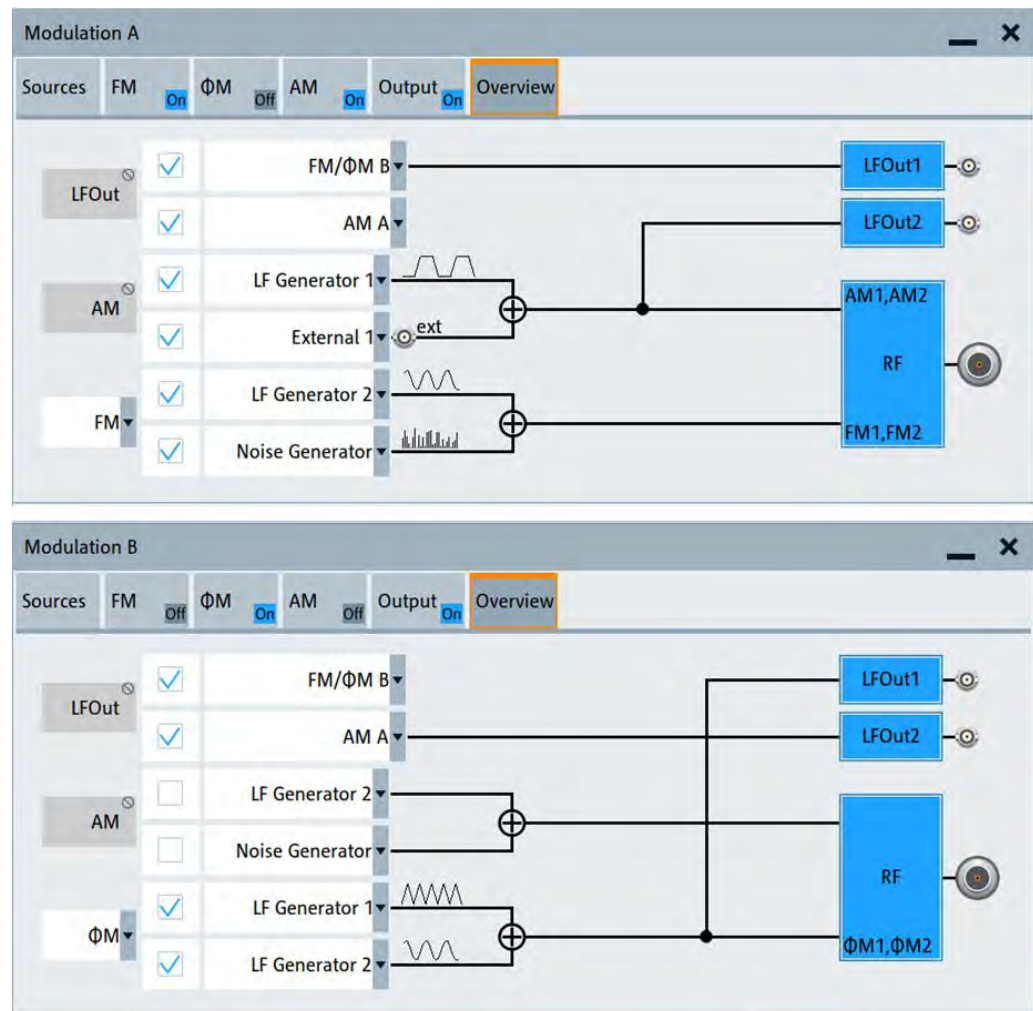 Modulation A
Sources FM On ΦM Off AM On Output On Overview
LFOut
FM/ΦM B
LFOut1
AM A
LFOut2
AM
LF Generator 1
AM1,AM2
External 1
ext
RF
FM
LF Generator 2
Noise Generator
FM1,FM2
Modulation B
Sources FM Off ΦM On AM Off Output On Overview
LFOut
FM/ΦM B
LFOut1
AM A
LFOut2
AM
LF Generator 2
Noise Generator
RF
ΦM
LF Generator 1
LF Generator 2
ΦM1,ΦM2